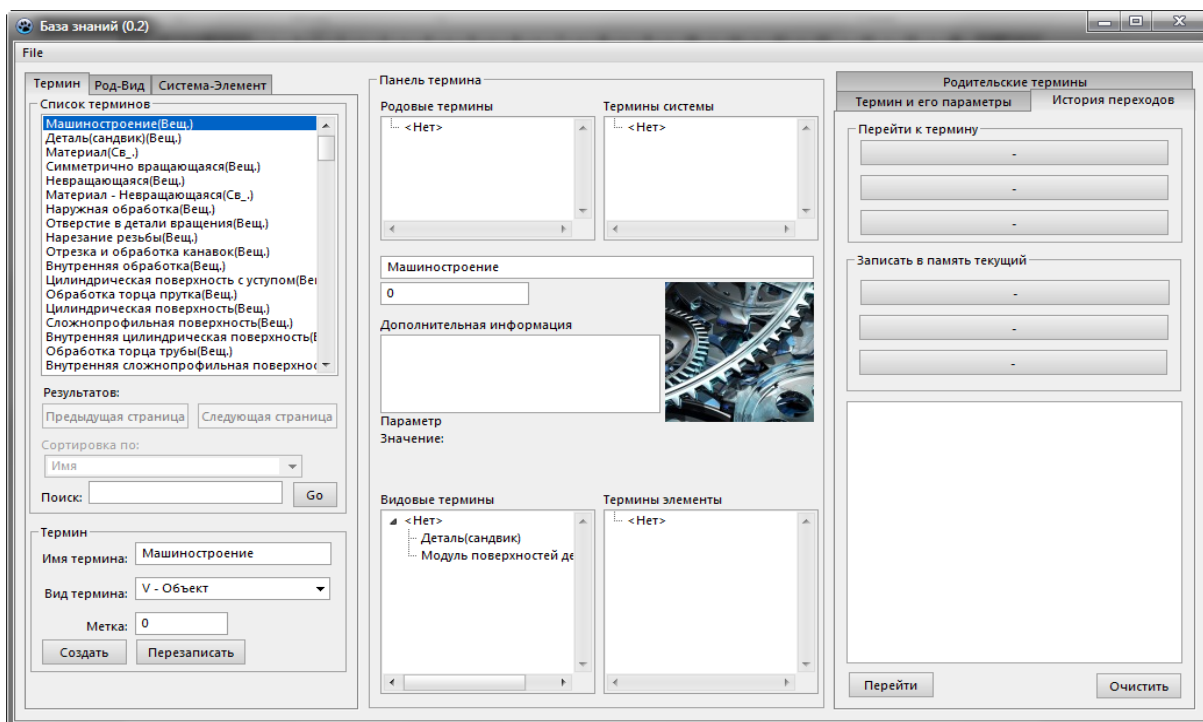 База знаний (0.2)
File
Термин Род-Вид Система-Элемент
Список терминов
Машиностроение(Вещ.)
Деталь(сандвик)(Вещ.)
Материал(Св_.)
Симметрично вращающаяся(Вещ.)
Невращающаяся(Вещ.)
Материал - Невращающаяся(Св_.)
Наружная обработка(Вещ.)
Отверстие в детали вращения(Вещ.)
Нарезание резьбы(Вещ.)
Отрезка и обработка канавок(Вещ.)
Внутренняя обработка(Вещ.)
Цилиндрическая поверхность с уступом(Вещ
Обработка торца прутка(Вещ.)
Цилиндрическая поверхность(Вещ.)
Сложнопрофильная поверхность(Вещ.)
Внутренняя цилиндрическая поверхность(В
Обработка торца трубы(Вещ.)
Внутренняя сложнопрофильная поверхнос
Результатов:
Предыдущая страница Следующая страница
Сортировка по:
Имя
Поиск: Go
Термин
Имя термина: Машиностроение
Вид термина: V - Объект
Метка: 0
Создать Перезаписать
Панель термина
Родовые термины Термины системы
<Нет> <Нет>
Машиностроение
0
Дополнительная информация
Параметр
Значение:
Видовые термины Термины элементы
<Нет> <Нет>
Деталь(сандвик)
Модуль поверхностей де
Родительские термины
Термин и его параметры История переходов
Перейти к термину
-
-
-
Записать в память текущий
-
-
-
Перейти Очистить